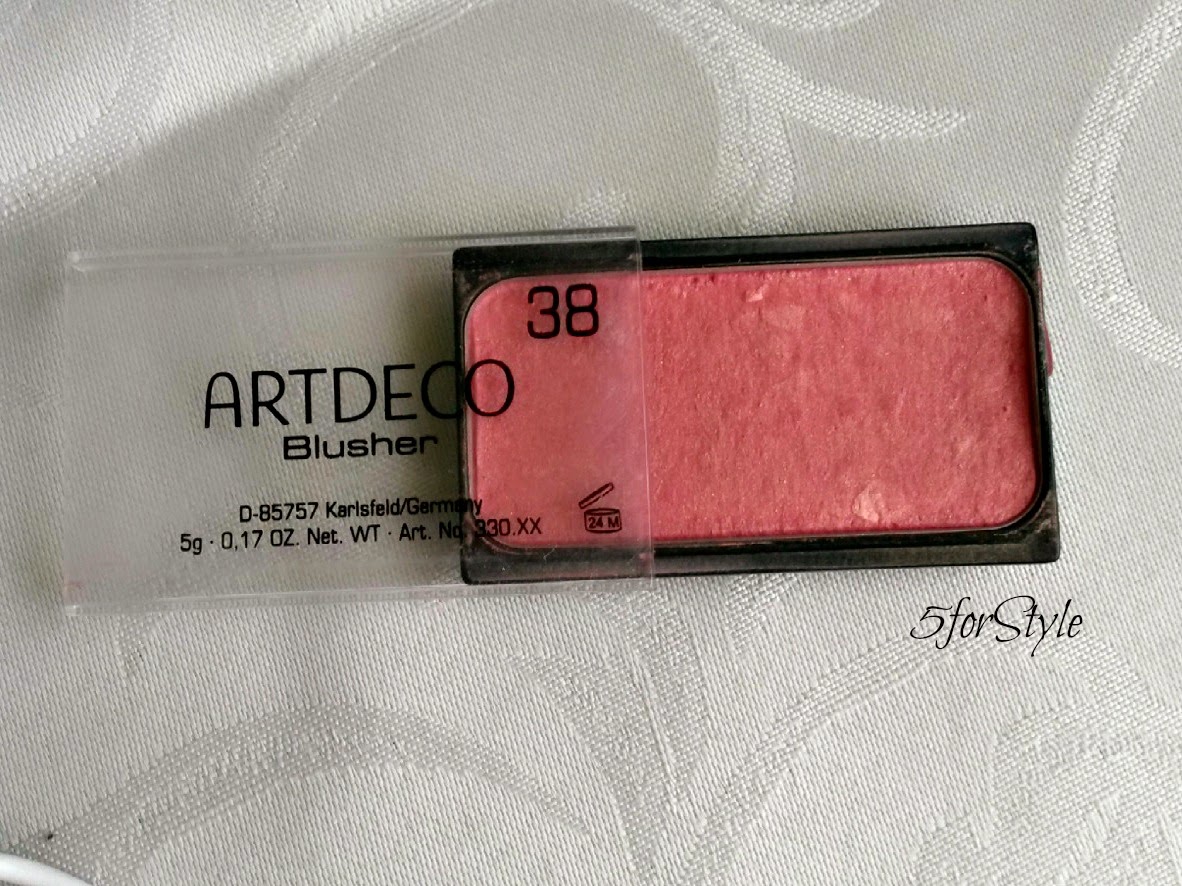 38
ARTDECO
Blusher
D-85757 Karlsfeld/Germany
5g · 0,17 OZ. Net. WT · Art. No. 330.XX
24 M
5forStyle